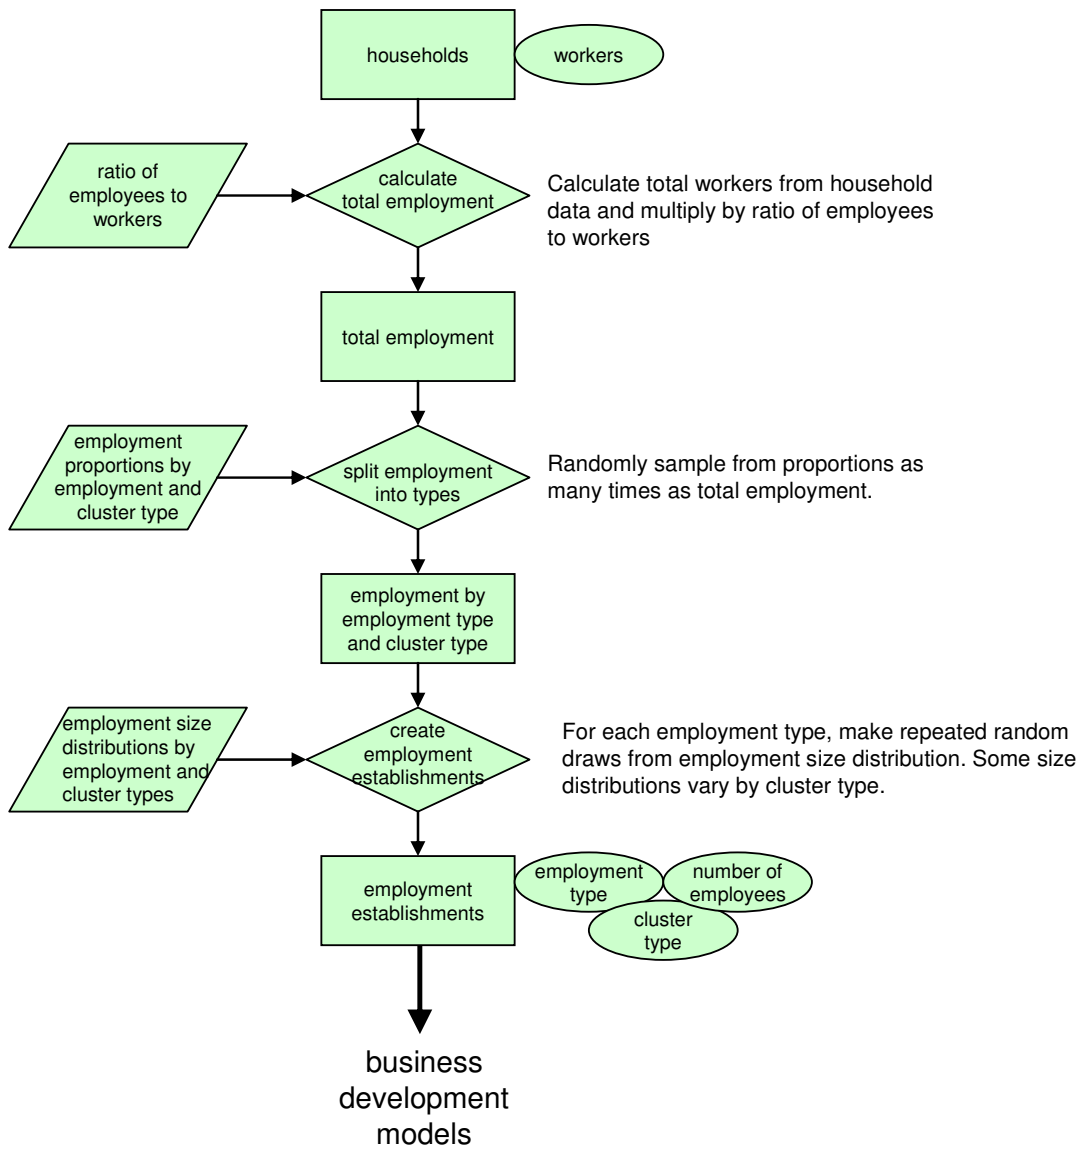 households
workers
ratio of
employees to
workers
calculate
total employment
Calculate total workers from household
data and multiply by ratio of employees
to workers
total employment
employment
proportions by
employment and
cluster type
split employment
into types
Randomly sample from proportions as
many times as total employment.
employment by
employment type
and cluster type
employment size
distributions by
employment and
cluster types
create
employment
establishments
For each employment type, make repeated random
draws from employment size distribution. Some size
distributions vary by cluster type.
employment
establishments
employment
type
number of
employees
cluster
type
business
development
models